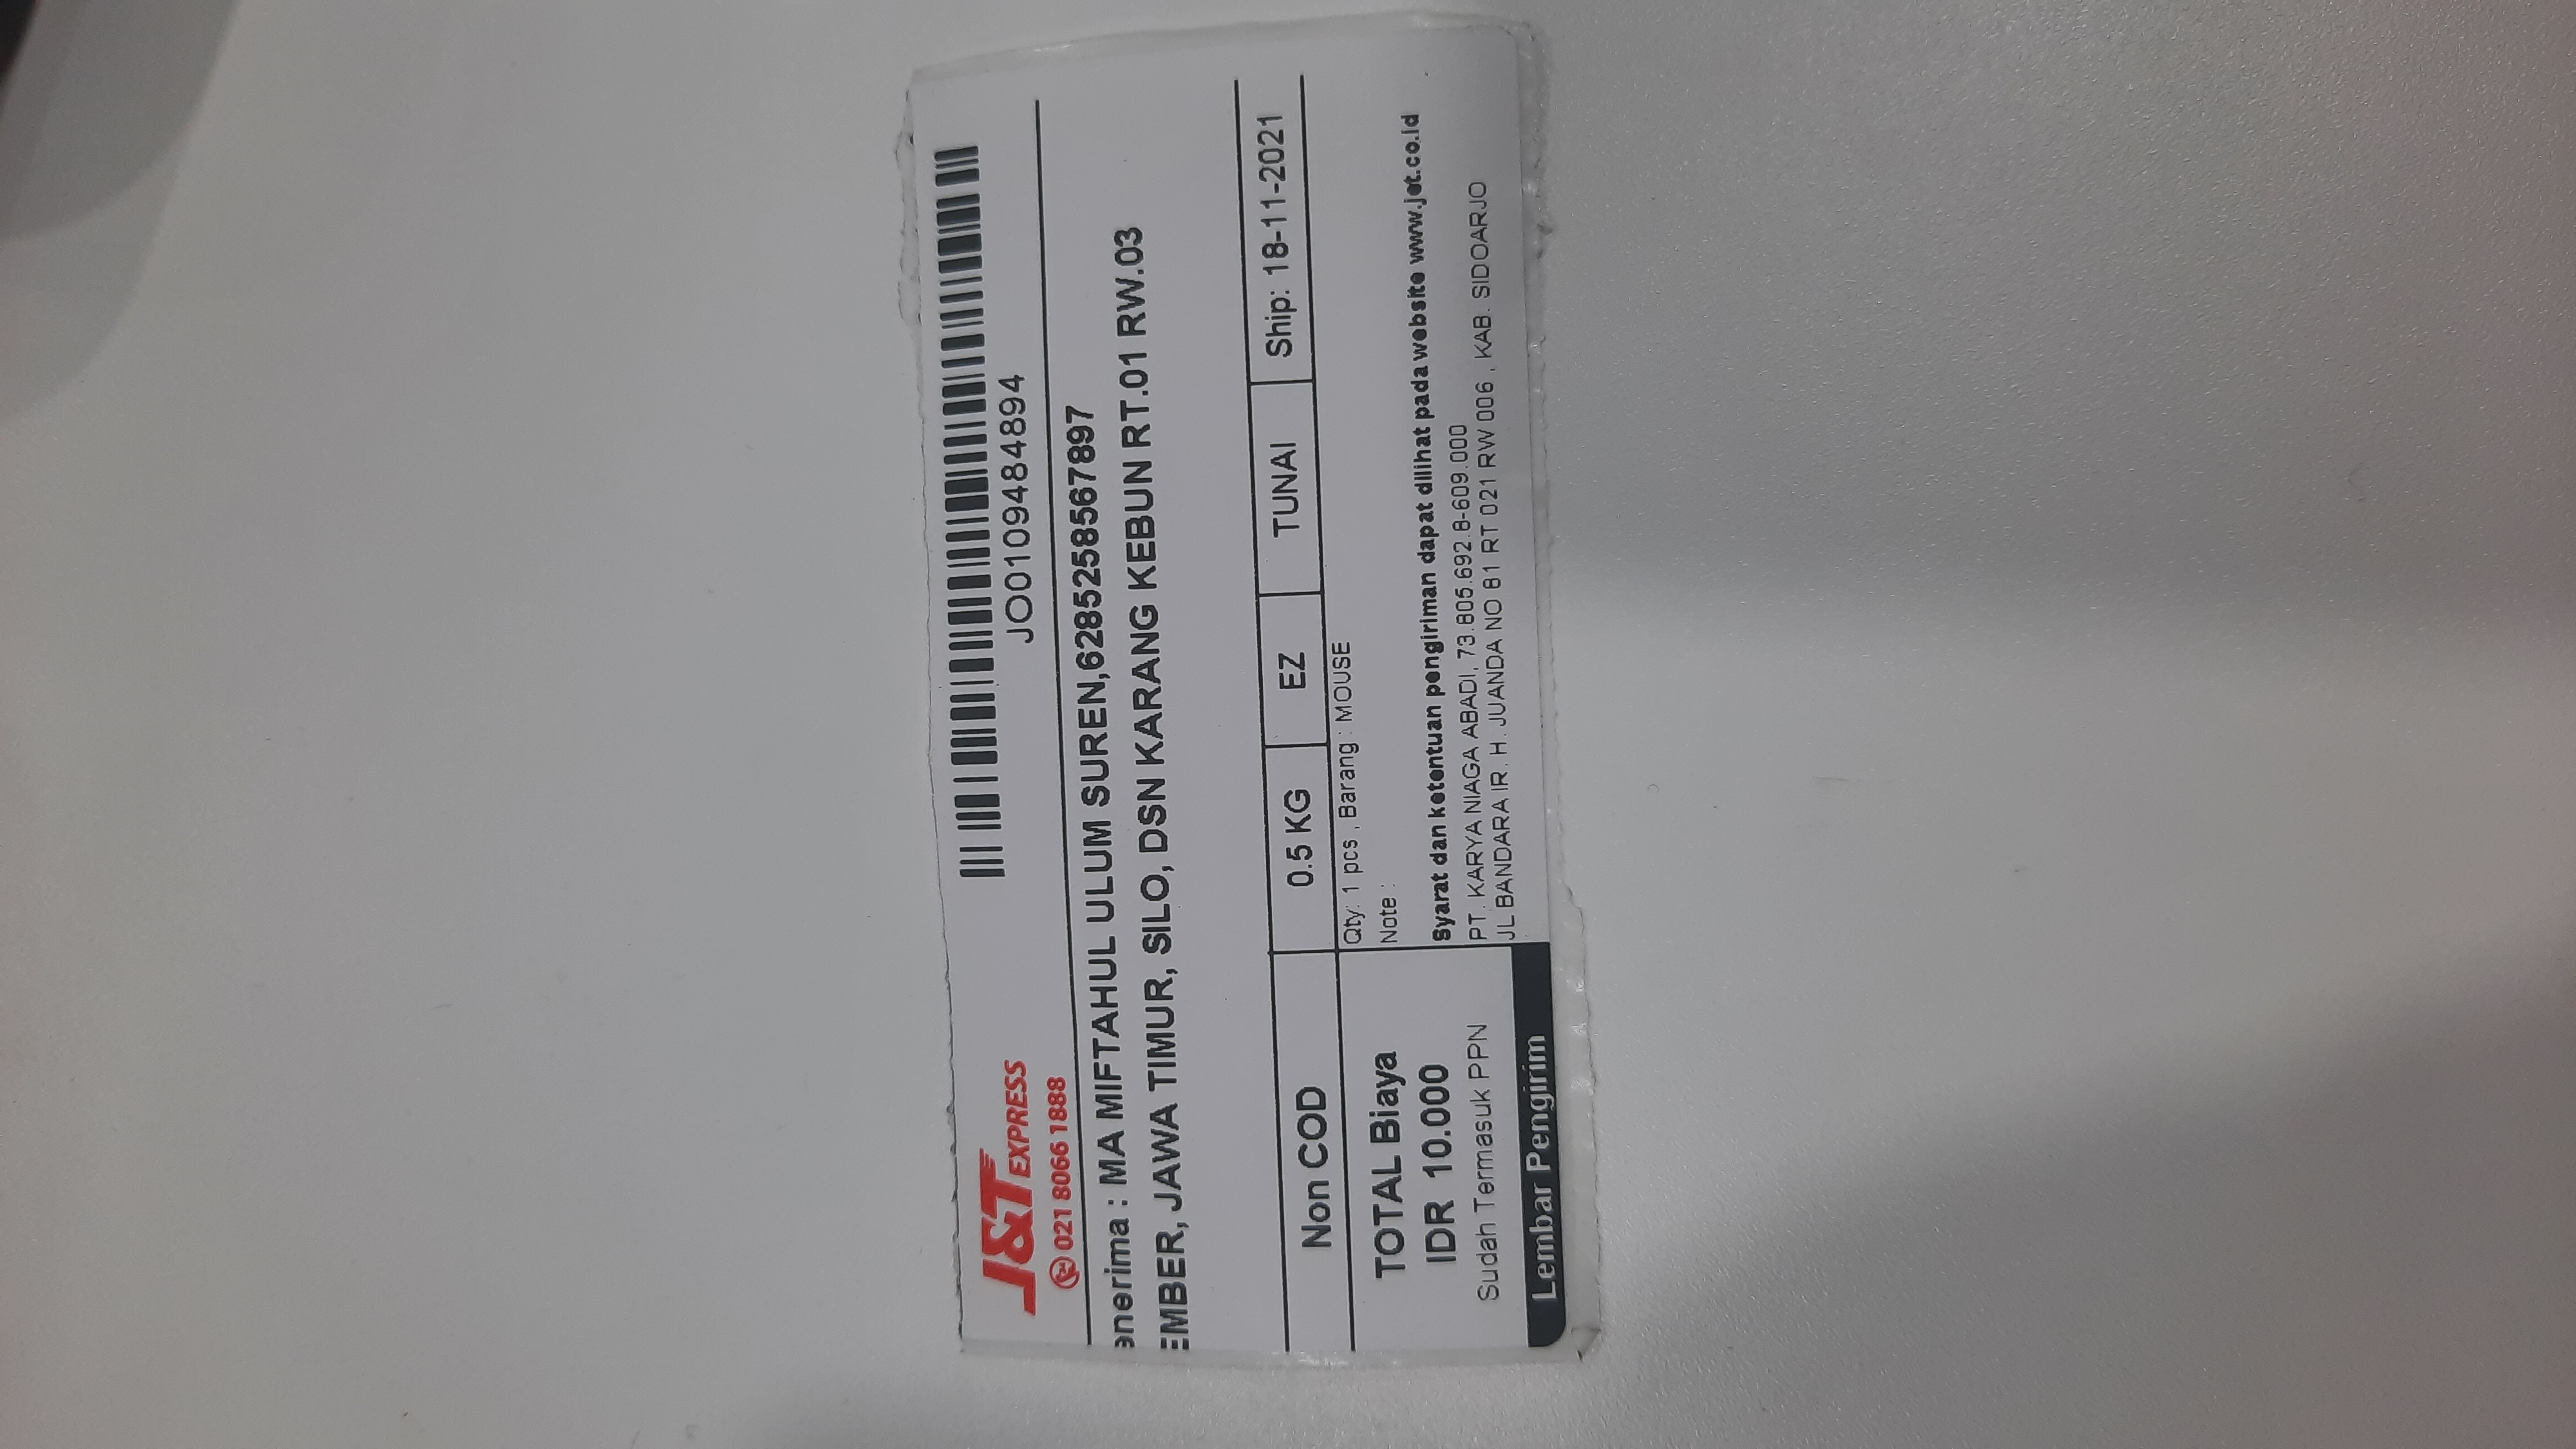 J&T EXPRESS
021 8066 1888
JO0109484894
enerima : MA MIFTAHUL ULUM SUREN,6285258567897
EMBER, JAWA TIMUR, SILO, DSN KARANG KEBUN RT.01 RW.03
Non COD 0.5 KG EZ TUNAI Ship: 18-11-2021
TOTAL Biaya
IDR 10.000
Sudah Termasuk PPN
Lembar Pengirim
Qty: 1 pcs , Barang : MOUSE
Note :
Syarat dan ketentuan pengiriman dapat dilihat pada website www.jet.co.id
PT. KARYA NIAGA ABADI, 73.805.692.8-609.000
JL BANDARA IR. H. JUANDA NO 81 RT 021 RW 006 , KAB. SIDOARJO